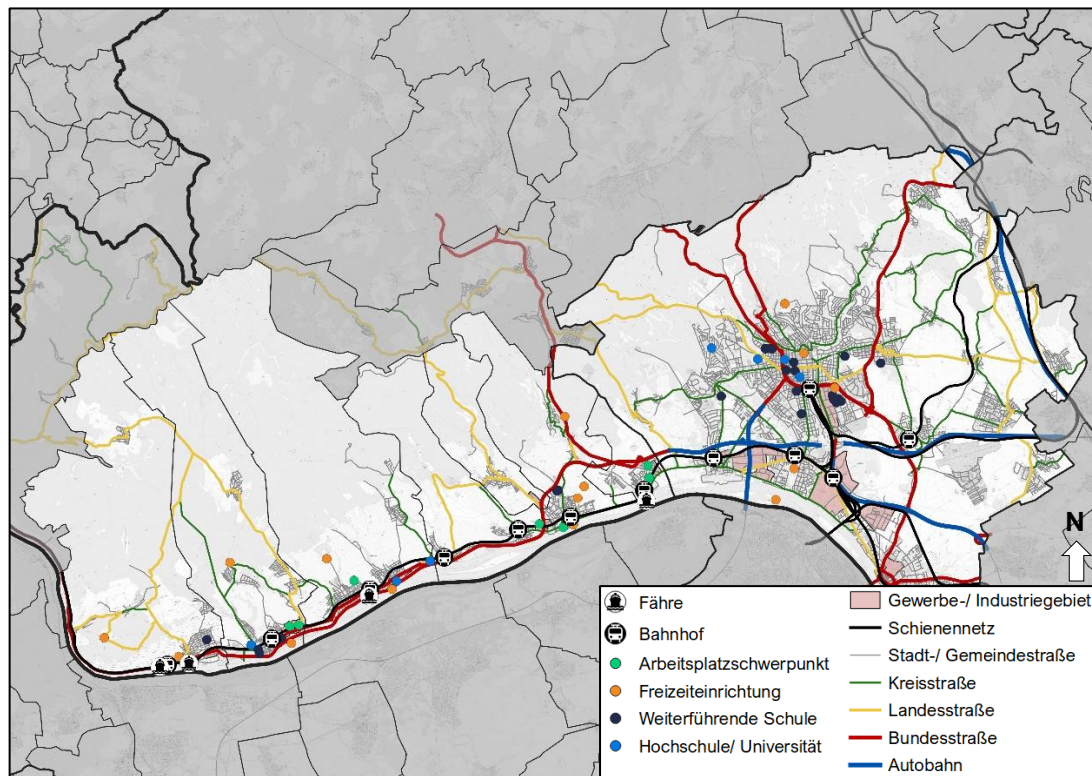 N
Fähre
Bahnhof
Arbeitsplatzschwerpunkt
Freizeiteinrichtung
Weiterführende Schule
Hochschule/ Universität
Gewerbe-/ Industriegebiet
Schienennetz
Stadt-/ Gemeindestraße
Kreisstraße
Landesstraße
Bundesstraße
Autobahn